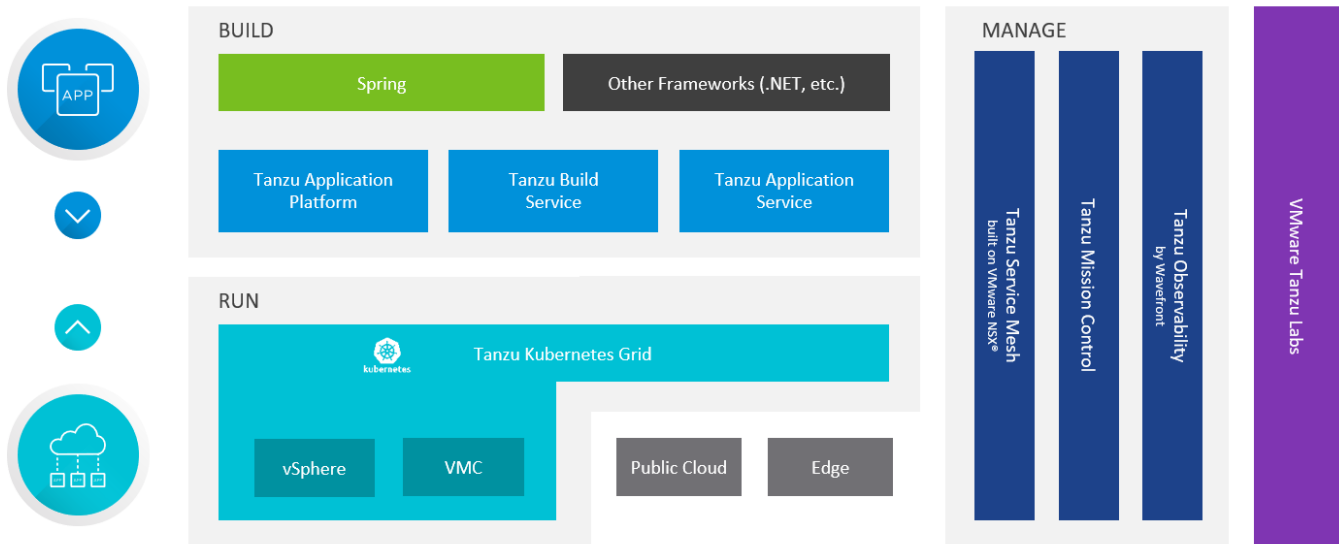 BUILD
Spring
Other Frameworks (.NET, etc.)
Tanzu Application
Platform
Tanzu Build
Service
Tanzu Application
Service
RUN
kubernetes
Tanzu Kubernetes Grid
vSphere
VMC
Public Cloud
Edge
MANAGE
Tanzu Service Mesh
built on VMware NSX®
Tanzu Mission Control
Tanzu Observability
by Wavefront
VMware Tanzu Labs
APP